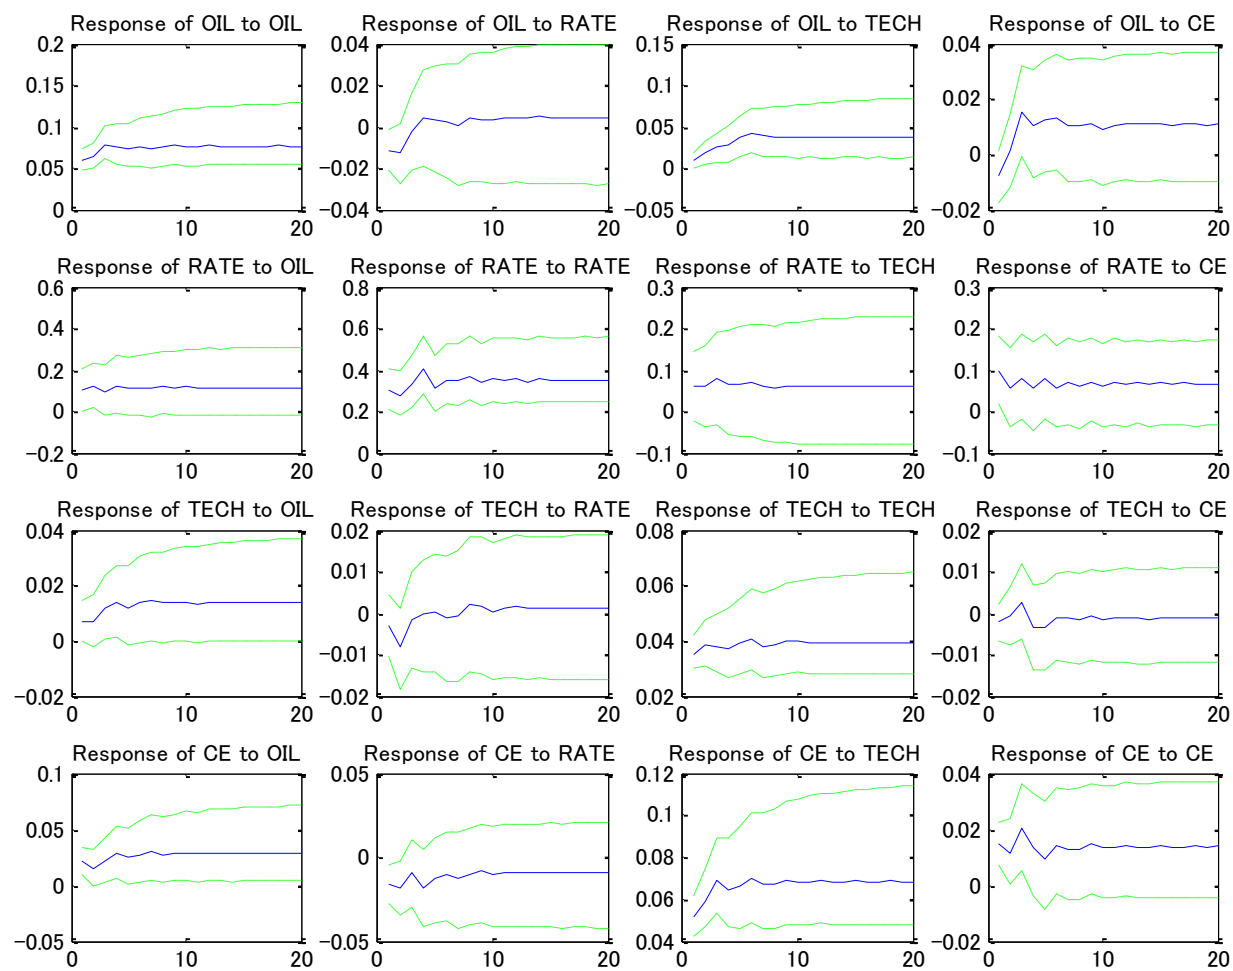 Response of OIL to OIL
Response of OIL to RATE
Response of OIL to TECH
Response of OIL to CE
0.2
0.15
0.1
0.05
0
0 10 20
0.04
0.02
0
−0.02
−0.04
0 10 20
0.15
0.1
0.05
0
−0.05
0 10 20
0.04
0.02
0
−0.02
0 10 20
Response of RATE to OIL
Response of RATE to RATE
Response of RATE to TECH
Response of RATE to CE
0.6
0.4
0.2
0
−0.2
0 10 20
0.8
0.6
0.4
0.2
0
0 10 20
0.3
0.2
0.1
0
−0.1
0 10 20
0.3
0.2
0.1
0
−0.1
0 10 20
Response of TECH to OIL
Response of TECH to RATE
Response of TECH to TECH
Response of TECH to CE
0.04
0.02
0
−0.02
0 10 20
0.02
0.01
0
−0.01
−0.02
0 10 20
0.08
0.06
0.04
0.02
0 10 20
0.02
0.01
0
−0.01
−0.02
0 10 20
Response of CE to OIL
Response of CE to RATE
Response of CE to TECH
Response of CE to CE
0.1
0.05
0
−0.05
0 10 20
0.05
0
−0.05
0 10 20
0.12
0.1
0.08
0.06
0.04
0 10 20
0.04
0.02
0
−0.02
0 10 20